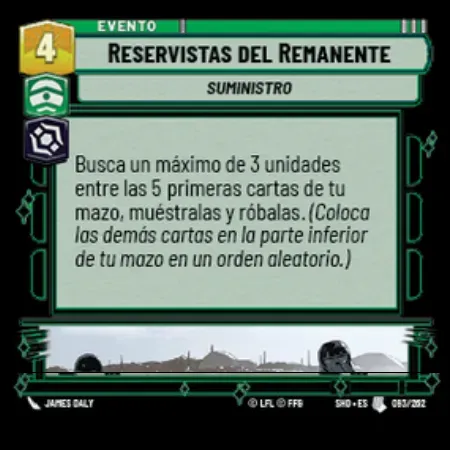 EVENTO
4
RESERVISTAS DEL REMANENTE
SUMINISTRO
Busca un máximo de 3 unidades
entre las 5 primeras cartas de tu
mazo, muéstralas y róbalas. (Coloca
las demás cartas en la parte inferior
de tu mazo en un orden aleatorio.)
JAMES DALY
© LFL Ⓟ FFG
SHD • ES
093/262